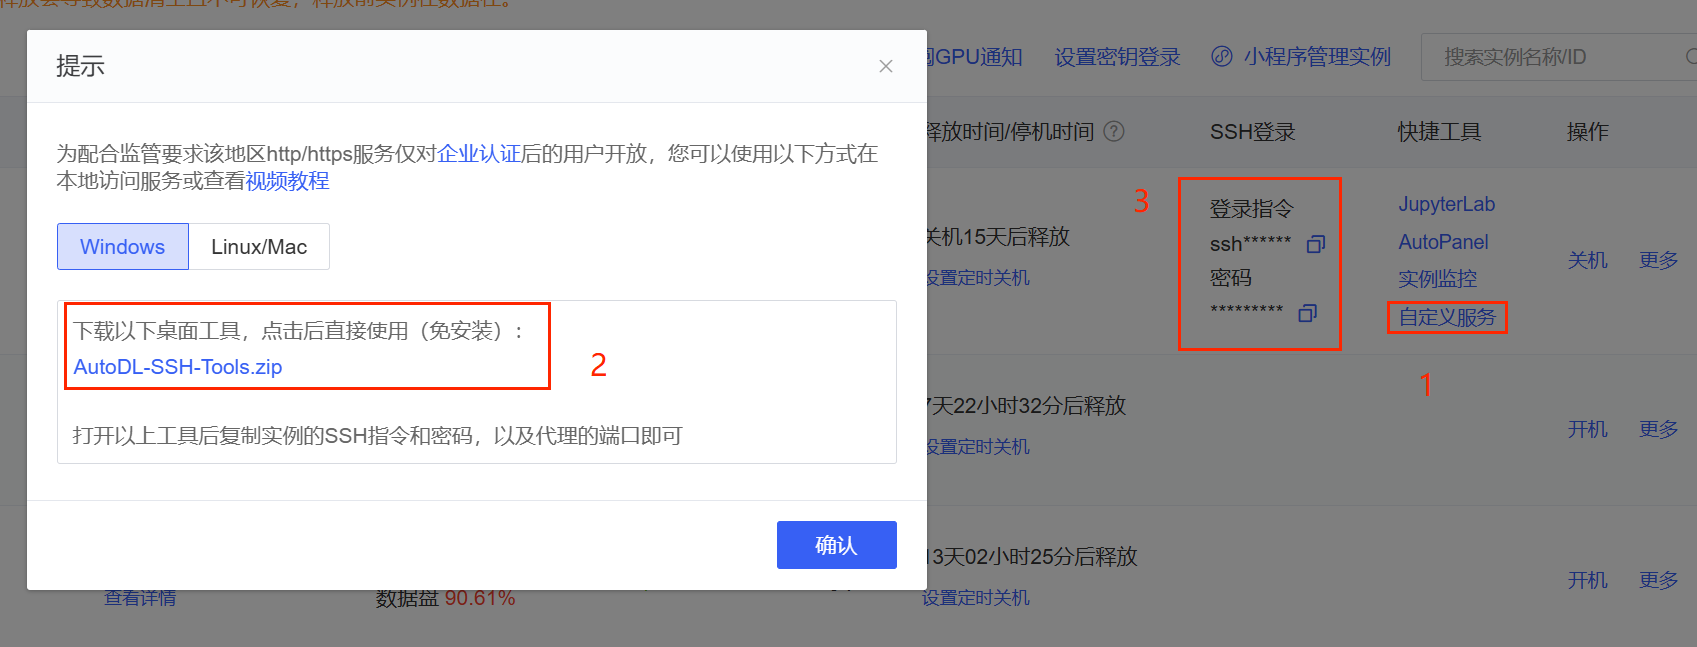 提示
为配合监管要求该地区http/https服务仅对企业认证后的用户开放，您可以使用以下方式在
本地访问服务或查看视频教程
Windows Linux/Mac
下载以下桌面工具，点击后直接使用（免安装）：
AutoDL-SSH-Tools.zip
2
打开以上工具后复制实例的SSH指令和密码，以及代理的端口即可
确认
GPU通知 设置密钥登录 小程序管理实例 搜索实例名称/ID
释放时间/停机时间 ? SSH登录 快捷工具 操作
3
关机15天后释放
设置定时关机
登录指令
ssh******
密码
*********
JupyterLab
AutoPanel
实例监控
自定义服务
关机 更多
1
7天22小时32分后释放
设置定时关机
开机 更多
13天02小时25分后释放
设置定时关机
开机 更多
查看详情 数据盘 90.61%